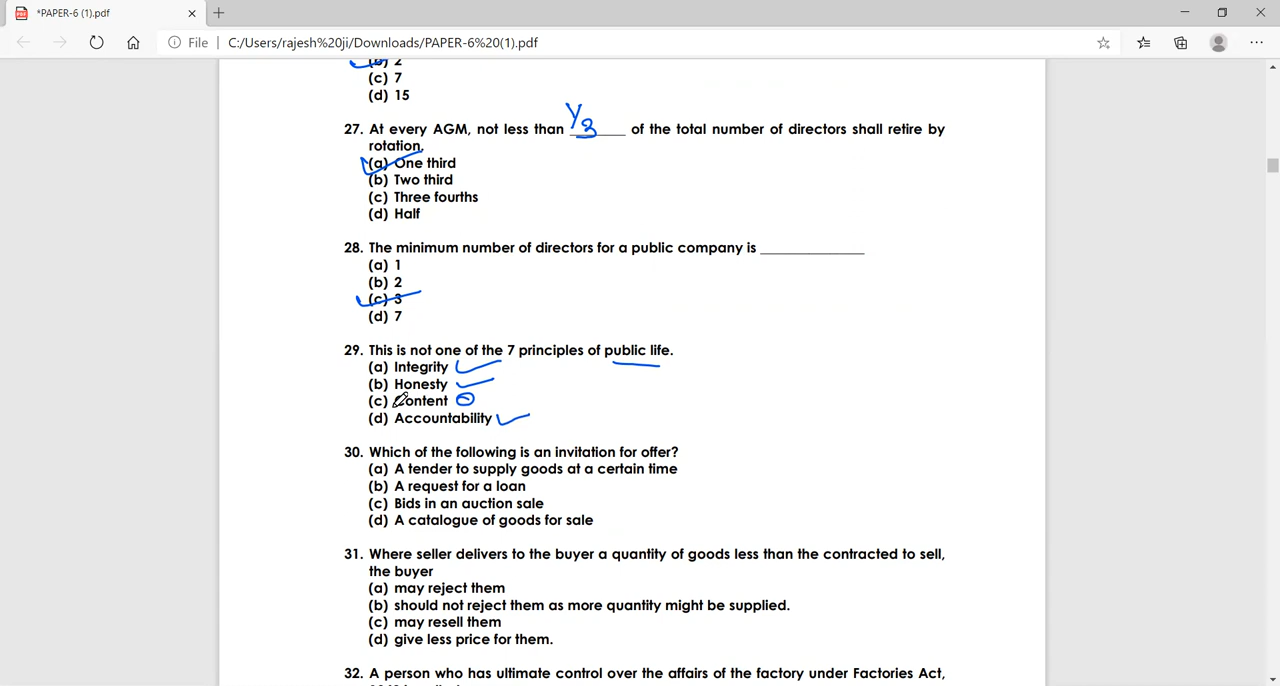 *PAPER-6 (1).pdf
File | C:/Users/rajesh%20ji/Downloads/PAPER-6%20(1).pdf
(b) 2
(c) 7
(d) 15
1/3
27. At every AGM, not less than ______ of the total number of directors shall retire by
rotation.
(a) One third
(b) Two third
(c) Three fourths
(d) Half
28. The minimum number of directors for a public company is ______________
(a) 1
(b) 2
(c) 3
(d) 7
29. This is not one of the 7 principles of public life.
(a) Integrity
(b) Honesty
(c) Content
(d) Accountability
30. Which of the following is an invitation for offer?
(a) A tender to supply goods at a certain time
(b) A request for a loan
(c) Bids in an auction sale
(d) A catalogue of goods for sale
31. Where seller delivers to the buyer a quantity of goods less than the contracted to sell,
the buyer
(a) may reject them
(b) should not reject them as more quantity might be supplied.
(c) may resell them
(d) give less price for them.
32. A person who has ultimate control over the affairs of the factory under Factories Act,